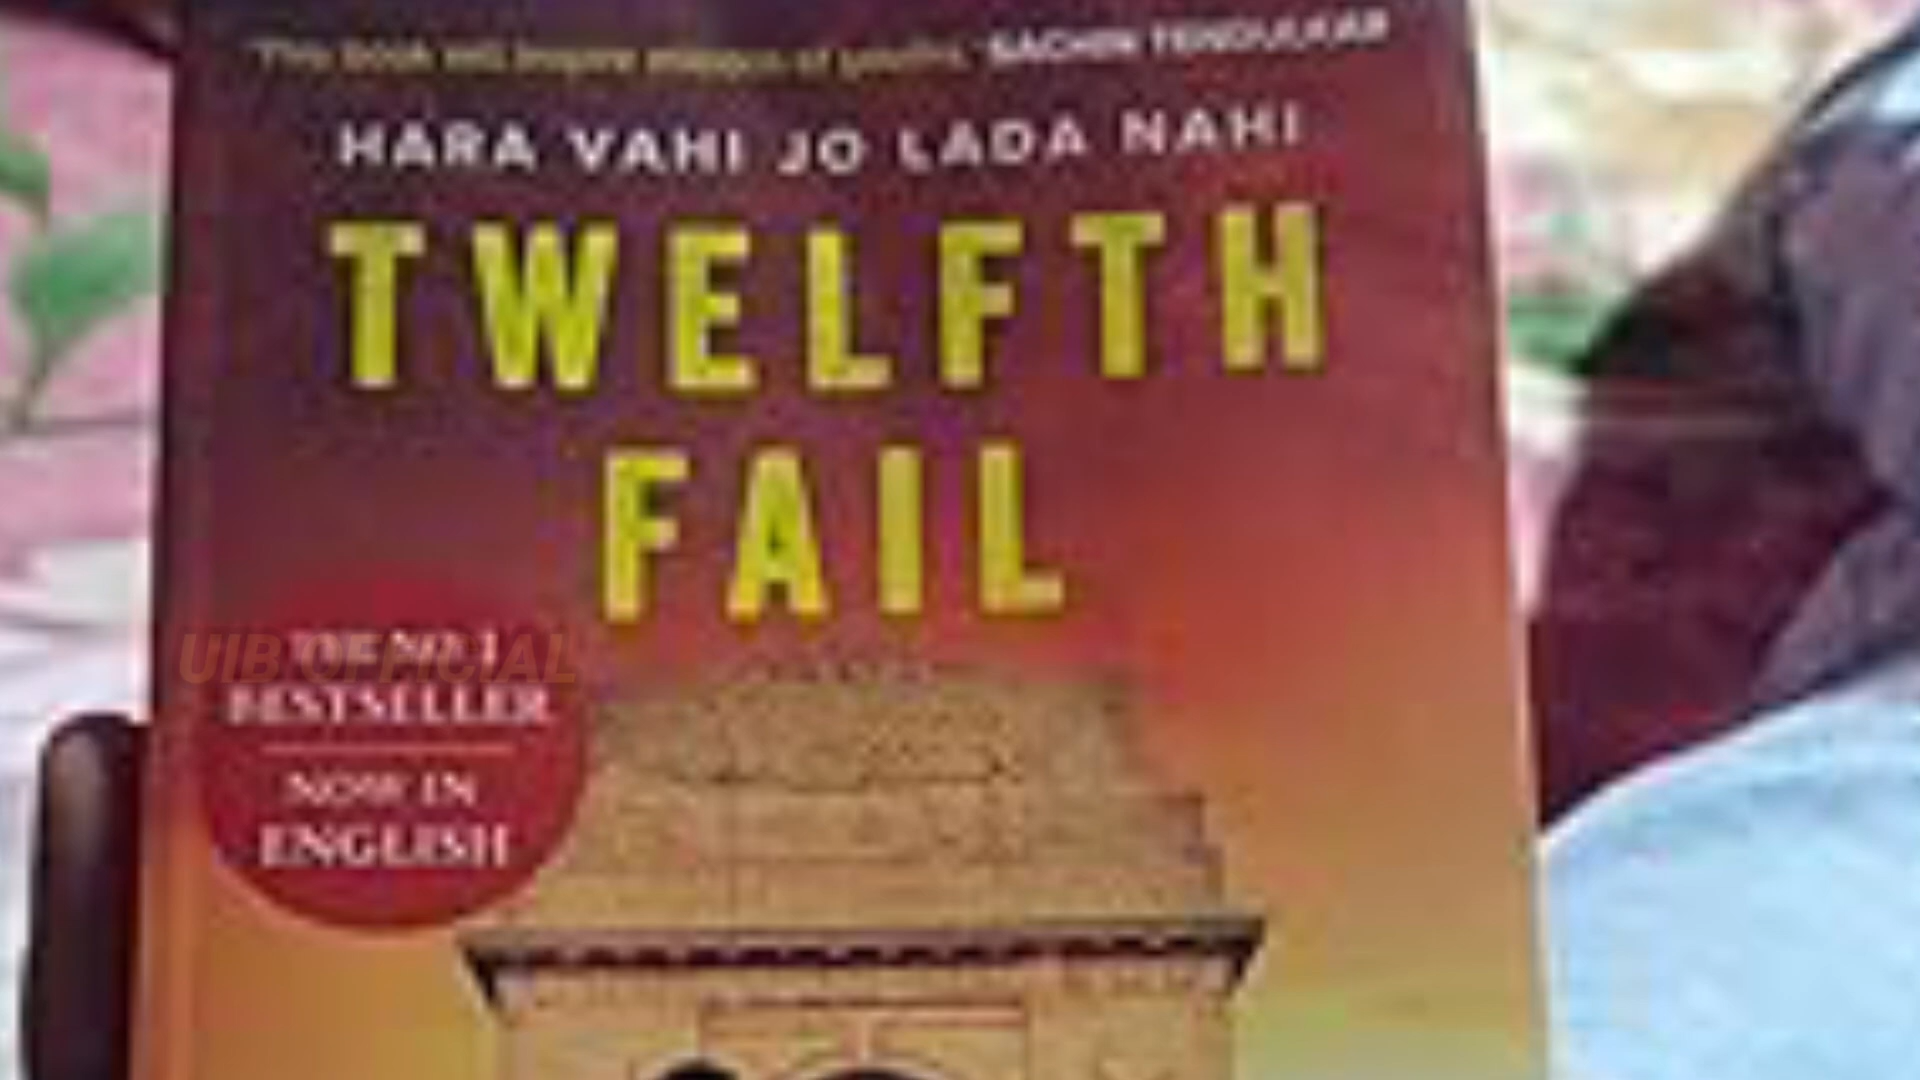 "This book will inspire millions of people." SACHIN TENDULKAR
HARA VAHI JO LADA NAHI
TWELFTH
FAIL
THE NO. 1
BESTSELLER
NOW IN
ENGLISH
UIB OFFICIAL